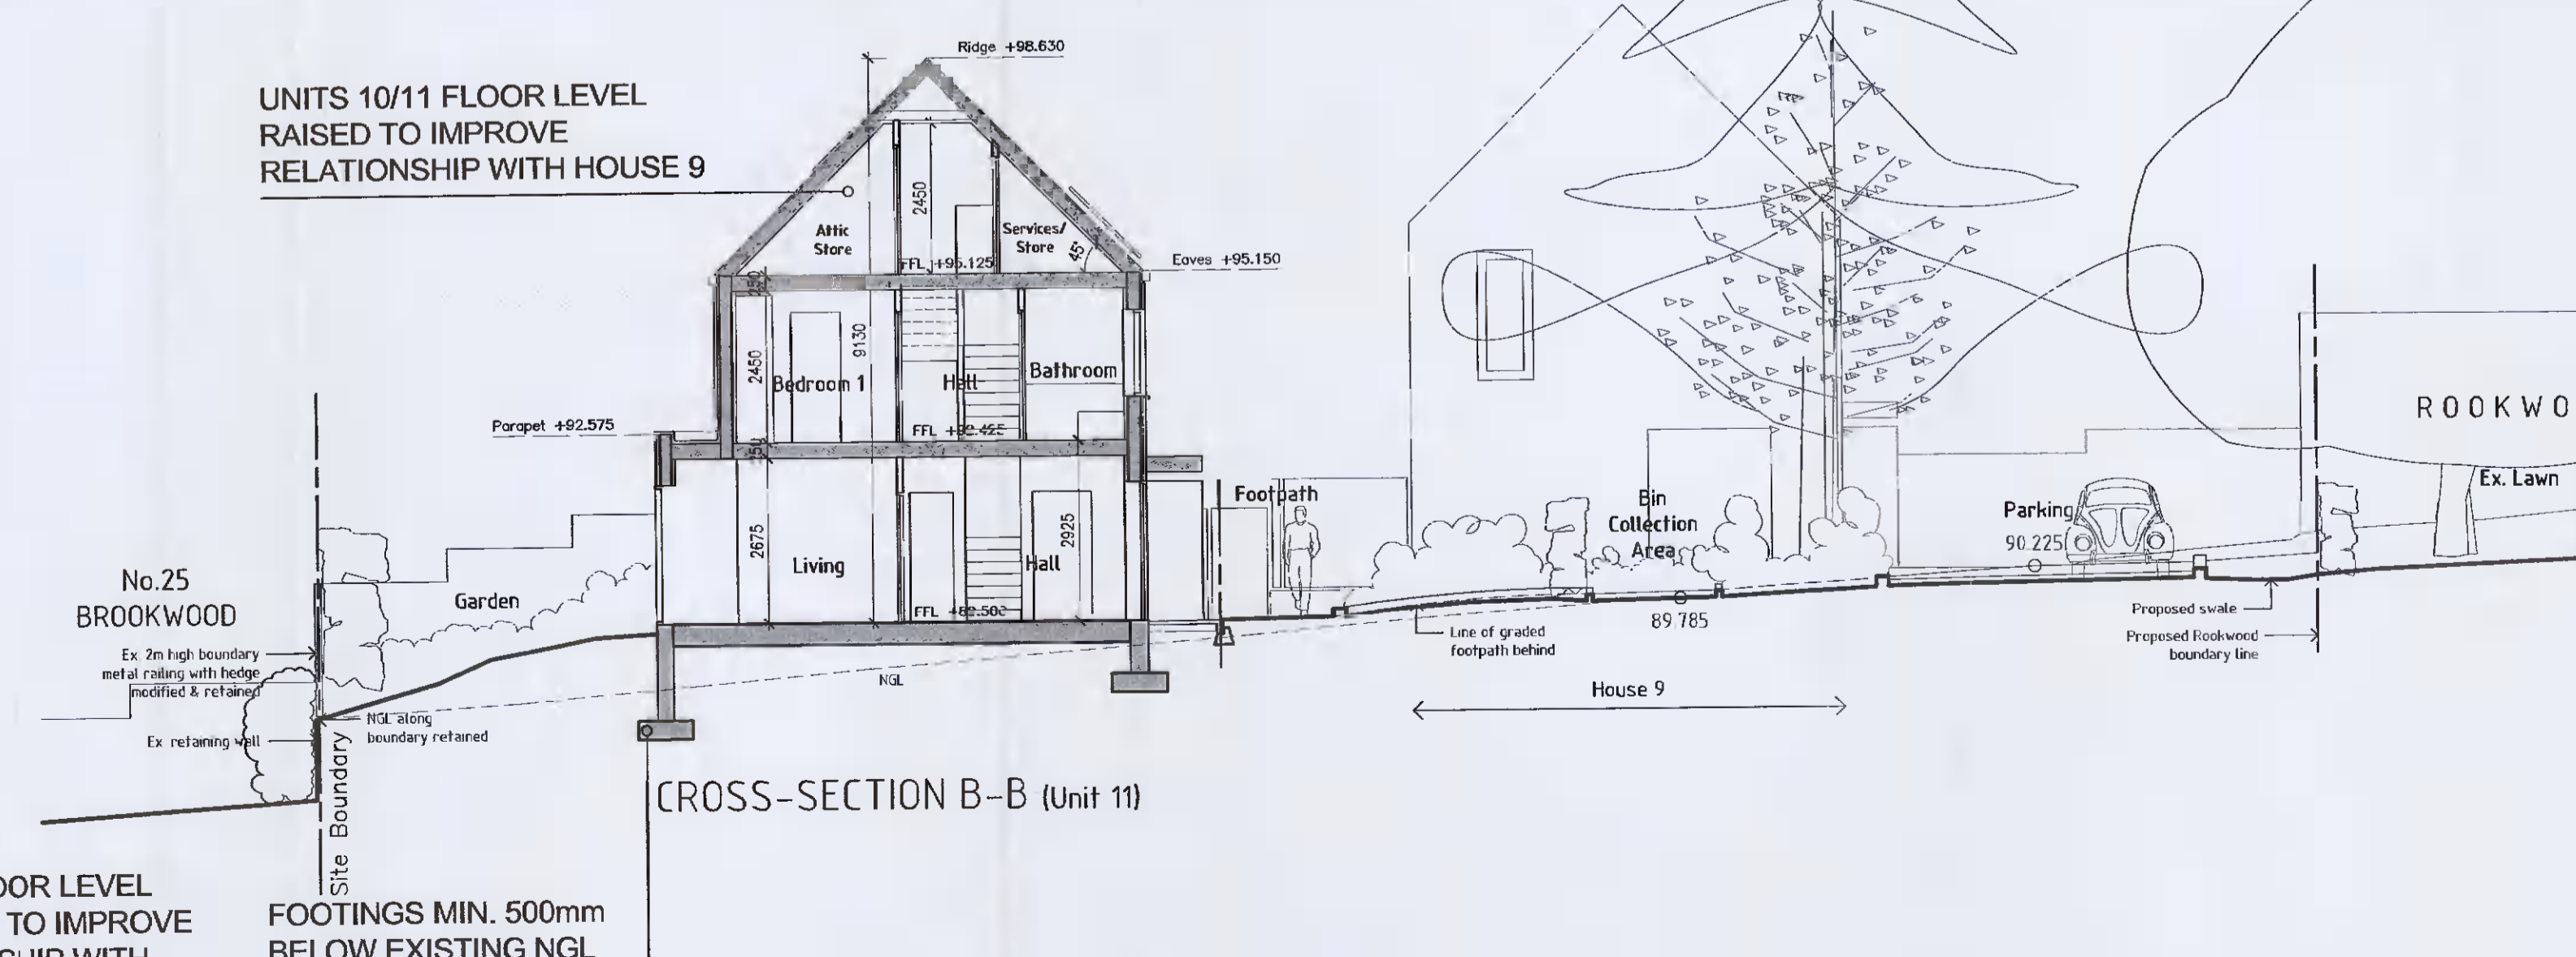 Ridge +98.630
UNITS 10/11 FLOOR LEVEL
RAISED TO IMPROVE
RELATIONSHIP WITH HOUSE 9
2450
Attic
Store
Services/
Store
45°
FFL +95.125
Eaves +95.150
250
9130
2450
Bedroom 1
Hall
Bathroom
Parapet +92.575
FFL +92.425
250
ROOKWO
Ex. Lawn
Footpath
Bin
Collection
Area
Parking
90.225
2675
2925
Living
Hall
No.25
BROOKWOOD
Garden
FFL +89.500
89.785
Proposed swale
Proposed Rookwood
boundary line
Line of graded
footpath behind
Ex 2m high boundary
metal railing with hedge
modified & retained
NGL
House 9
NGL along
boundary retained
Ex retaining wall
Site Boundary
CROSS-SECTION B-B (Unit 11)
OOR LEVEL
TO IMPROVE
SHIP WITH
FOOTINGS MIN. 500mm
BELOW EXISTING NGL